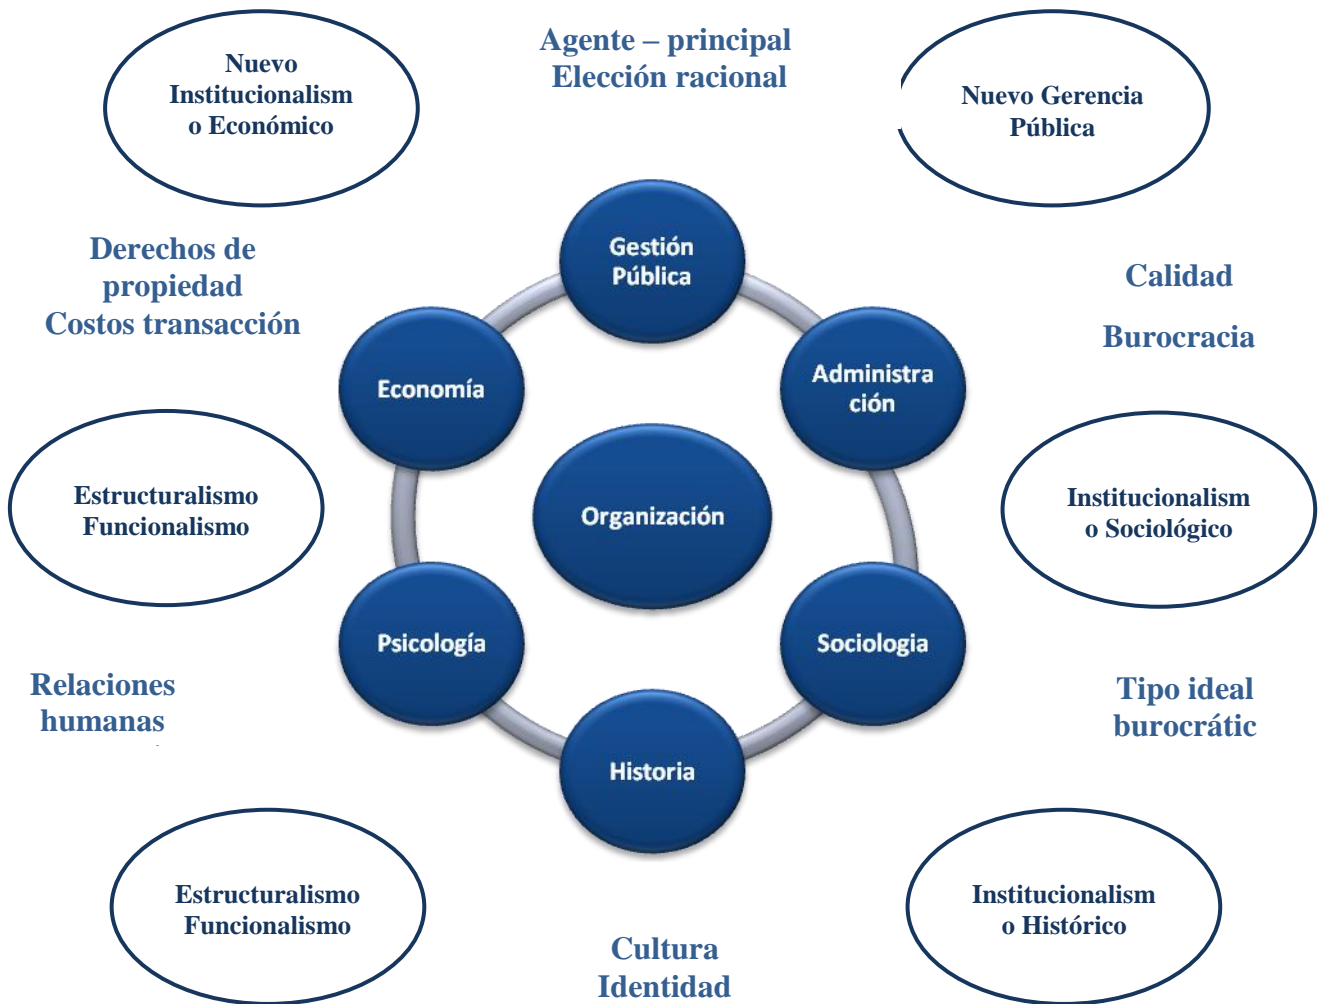 Agente – principal
Elección racional
Nuevo
Institucionalism
o Económico
Nuevo Gerencia
Pública
Gestión
Pública
Derechos de
propiedad
Costos transacción
Calidad
Burocracia
Economía
Administra
ción
Estructuralismo
Funcionalismo
Organización
Institucionalism
o Sociológico
Psicología
Sociologia
Relaciones
humanas
Tipo ideal
burocrátic
Historia
Estructuralismo
Funcionalismo
Institucionalism
o Histórico
Cultura
Identidad